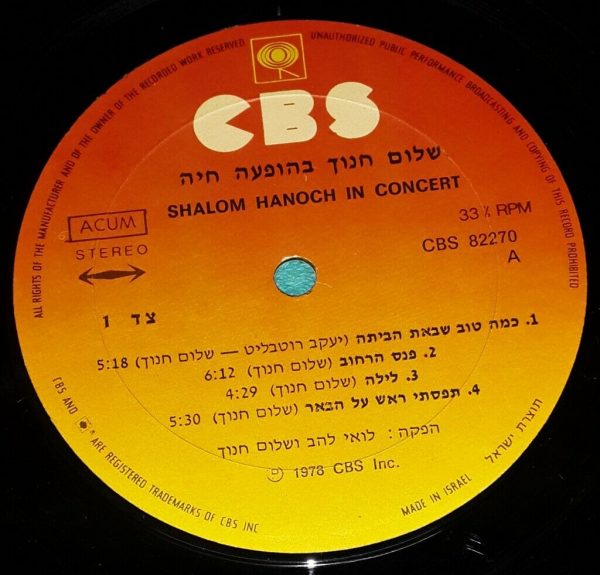 ALL RIGHTS OF THE MANUFACTURER AND OF THE OWNER OF THE RECORDED WORK RESERVED
UNAUTHORIZED PUBLIC PERFORMANCE BROADCASTING AND COPYING OF THIS RECORD PROHIBITED
CBS
שלום חנוך בהופעה חיה
SHALOM HANOCH IN CONCERT
ACUM
STEREO
33⅓ RPM
CBS 82270
A
צד 1
1. כמה טוב שבאת הביתה (יעקב רוטבליט – שלום חנוך) 5:18
2. פנס הרחוב (שלום חנוך) 6:12
3. לילה (שלום חנוך) 4:29
4. תפסתי ראש על הבאר (שלום חנוך) 5:30
הפקה: לואי להב ושלום חנוך
℗ 1978 CBS Inc.
CBS AND ® ARE REGISTERED TRADEMARKS OF CBS INC
MADE IN ISRAEL תוצרת ישראל